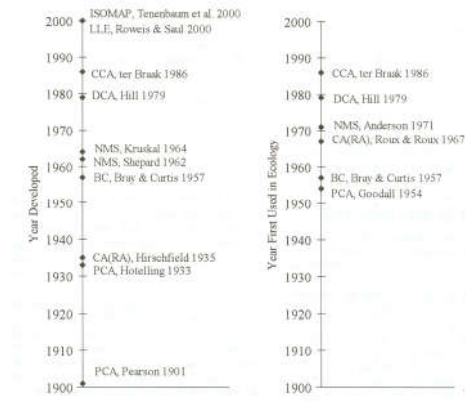 ISOMAP, Tenenbaum et al. 2000
LLE, Roweis & Saul 2000
CCA, ter Braak 1986
DCA, Hill 1979
NMS, Kruskal 1964
NMS, Shepard 1962
BC, Bray & Curtis 1957
CA(RA), Hirschfield 1935
PCA, Hotelling 1933
PCA, Pearson 1901
2000
1990
1980
1970
1960
1950
1940
1930
1920
1910
1900
Year Developed
CCA, ter Braak 1986
DCA, Hill 1979
NMS, Anderson 1971
CA(RA), Roux & Roux 1967
BC, Bray & Curtis 1957
PCA, Goodall 1954
2000
1990
1980
1970
1960
1950
1940
1930
1920
1910
1900
Year First Used in Ecology